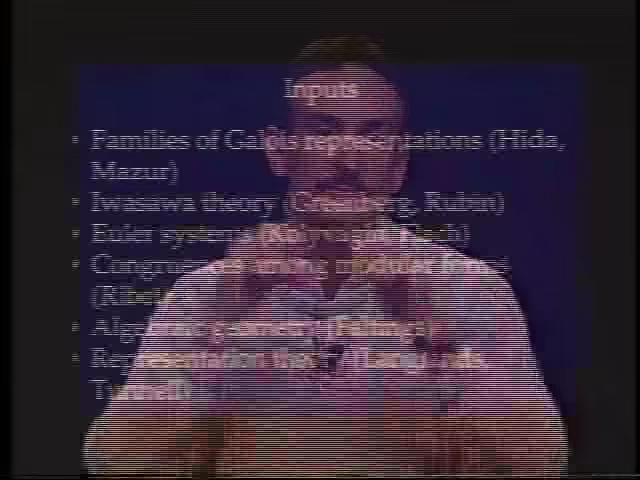 Inputs
• Families of Galois representations (Hida,
Mazur)
• Iwasawa theory (Greenberg, Rubin)
• Euler systems (Kolyvagin, Flach)
• Congruences among modular forms
(Ribet
• Algebraic geometry (Faltings)
• Representation (Langlands,
Tunnell)